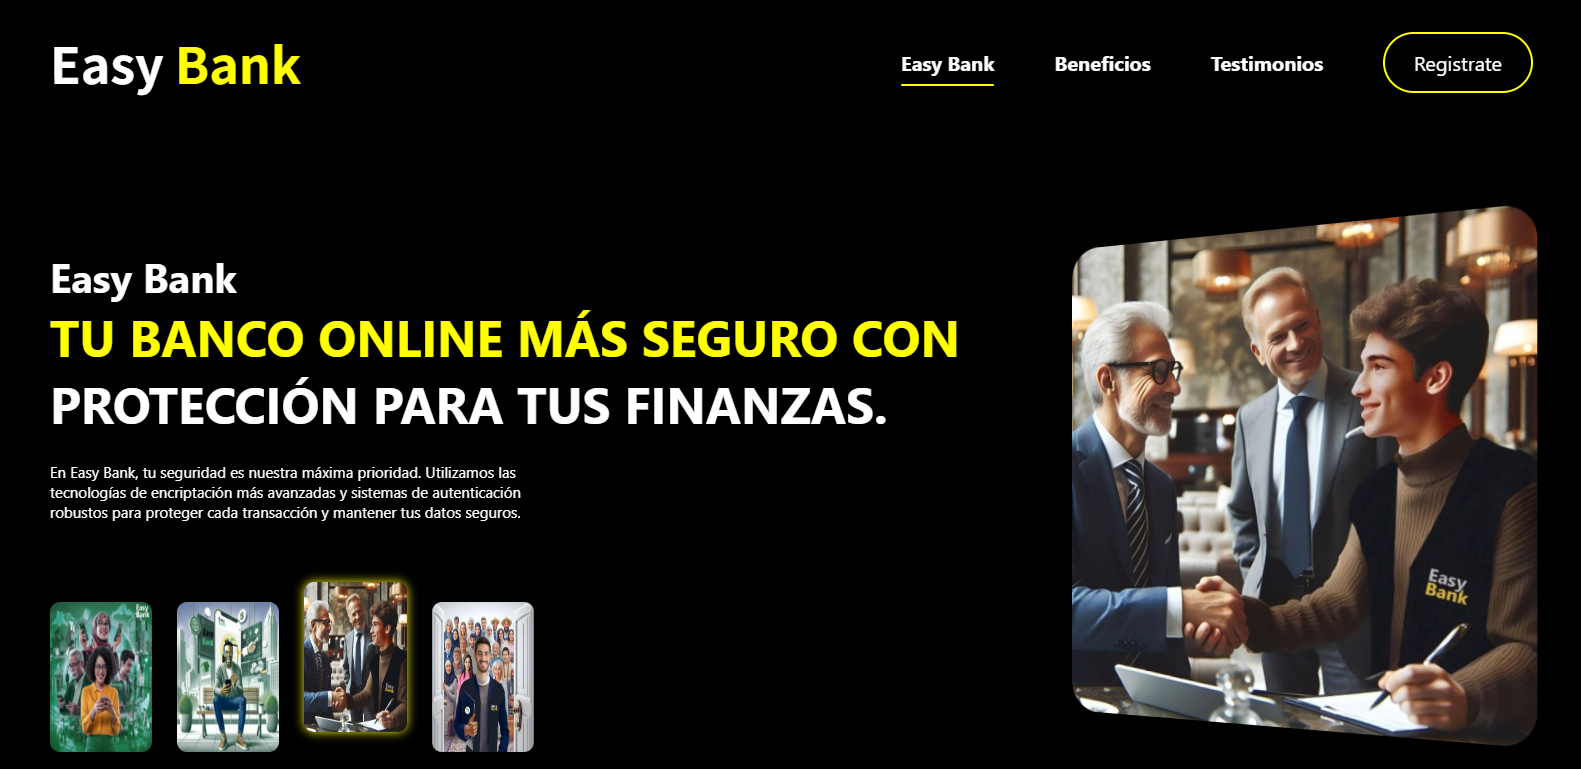 Easy Bank
Easy Bank
Beneficios
Testimonios
Registrate
Easy Bank
TU BANCO ONLINE MÁS SEGURO CON
PROTECCIÓN PARA TUS FINANZAS.
En Easy Bank, tu seguridad es nuestra máxima prioridad. Utilizamos las
tecnologías de encriptación más avanzadas y sistemas de autenticación
robustos para proteger cada transacción y mantener tus datos seguros.
Easy
Bank
Easy
Bank